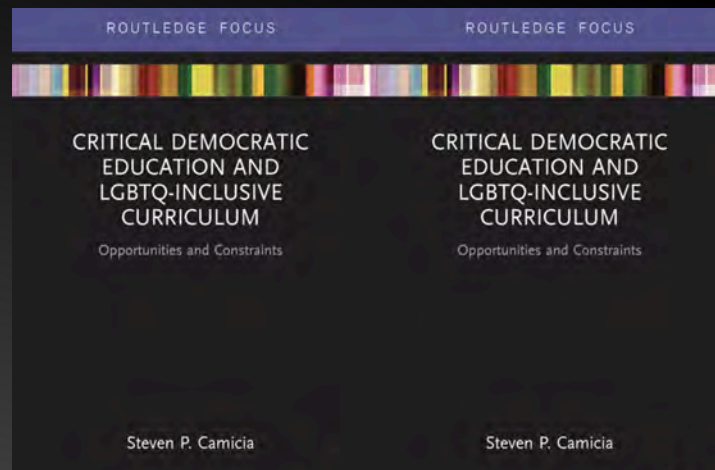 ROUTLEDGE FOCUS
CRITICAL DEMOCRATIC
EDUCATION AND
LGBTQ-INCLUSIVE
CURRICULUM
Opportunities and Constraints
Steven P. Camicia
ROUTLEDGE FOCUS
CRITICAL DEMOCRATIC
EDUCATION AND
LGBTQ-INCLUSIVE
CURRICULUM
Opportunities and Constraints
Steven P. Camicia